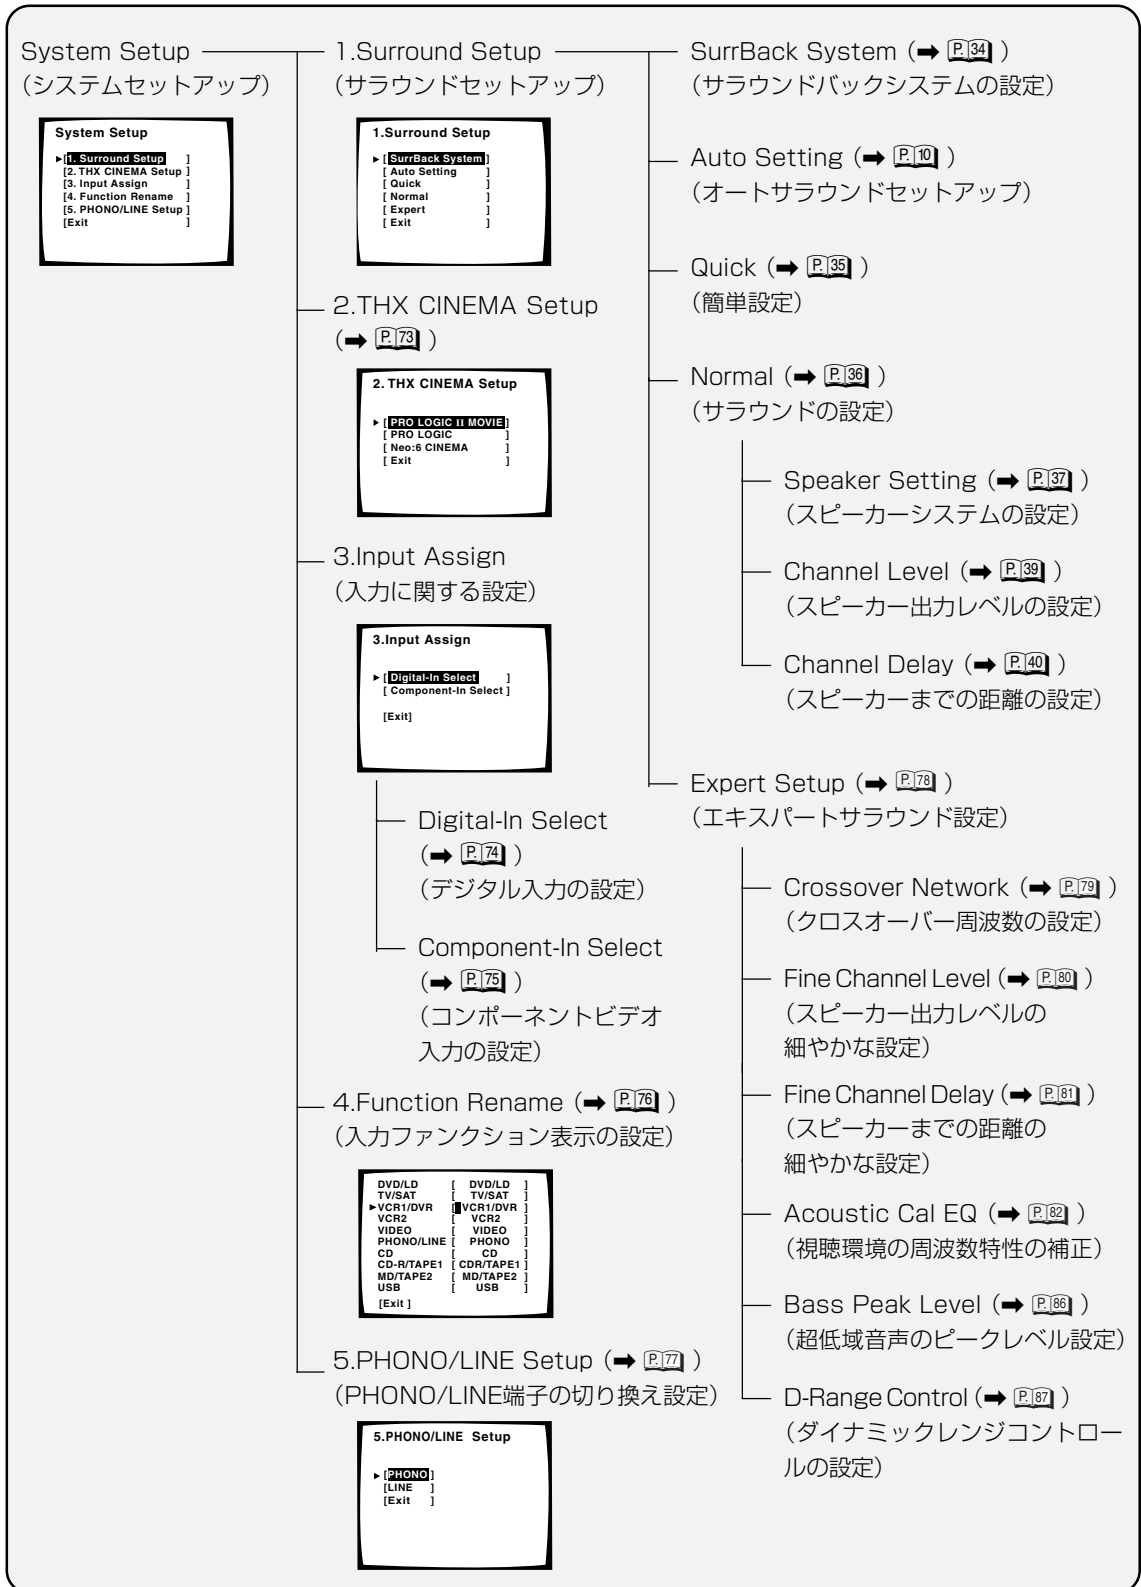 System Setup
（システムセットアップ）
System Setup
►[1. Surround Setup ]
[2. THX CINEMA Setup ]
[3. Input Assign ]
[4. Function Rename ]
[5. PHONO/LINE Setup ]
[Exit ]
1.Surround Setup
（サラウンドセットアップ）
1.Surround Setup
► [ SurrBack System ]
[ Auto Setting ]
[ Quick ]
[ Normal ]
[ Expert ]
[ Exit ]
2.THX CINEMA Setup
(➡ P.73 )
2. THX CINEMA Setup
► [ PRO LOGIC II MOVIE ]
[ PRO LOGIC ]
[ Neo:6 CINEMA ]
[ Exit ]
3.Input Assign
（入力に関する設定）
3.Input Assign
► [ Digital-In Select ]
[ Component-In Select ]
[Exit]
Digital-In Select
(➡ P.74 )
（デジタル入力の設定）
Component-In Select
(➡ P.75 )
（コンポーネントビデオ
入力の設定）
4.Function Rename (➡ P.76 )
（入力ファンクション表示の設定）
DVD/LD [ DVD/LD ]
TV/SAT [ TV/SAT ]
►VCR1/DVR [ VCR1/DVR ]
VCR2 [ VCR2 ]
VIDEO [ VIDEO ]
PHONO/LINE [ PHONO ]
CD [ CD ]
CD-R/TAPE1 [ CDR/TAPE1 ]
MD/TAPE2 [ MD/TAPE2 ]
USB [ USB ]
[Exit ]
5.PHONO/LINE Setup (➡ P.77 )
（PHONO/LINE端子の切り換え設定）
5.PHONO/LINE Setup
► [PHONO ]
[LINE ]
[Exit ]
SurrBack System (➡ P.34 )
（サラウンドバックシステムの設定）
Auto Setting (➡ P.10 )
（オートサラウンドセットアップ）
Quick (➡ P.35 )
（簡単設定）
Normal (➡ P.36 )
（サラウンドの設定）
Speaker Setting (➡ P.37 )
（スピーカーシステムの設定）
Channel Level (➡ P.39 )
（スピーカー出力レベルの設定）
Channel Delay (➡ P.40 )
（スピーカーまでの距離の設定）
Expert Setup (➡ P.78 )
（エキスパートサラウンド設定）
Crossover Network (➡ P.79 )
（クロスオーバー周波数の設定）
Fine Channel Level (➡ P.80 )
（スピーカー出力レベルの
細やかな設定）
Fine Channel Delay (➡ P.81 )
（スピーカーまでの距離の
細やかな設定）
Acoustic Cal EQ (➡ P.82 )
（視聴環境の周波数特性の補正）
Bass Peak Level (➡ P.86 )
（超低域音声のピークレベル設定）
D-Range Control (➡ P.87 )
（ダイナミックレンジコントロー
ルの設定）